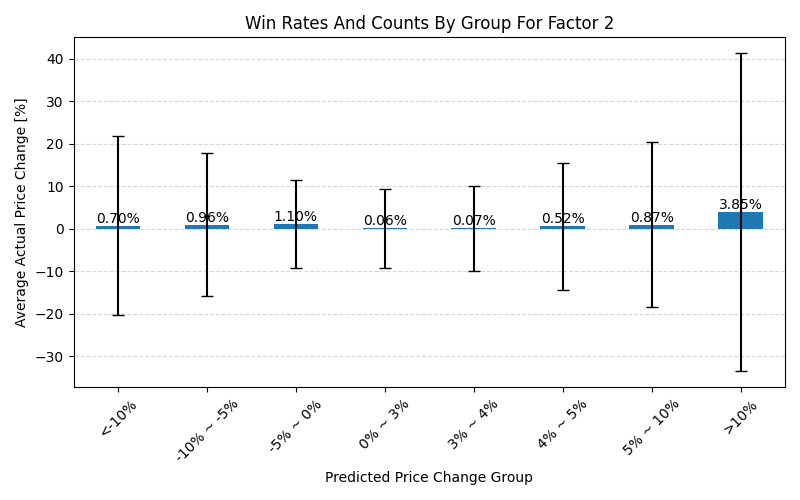 Win Rates And Counts By Group For Factor 2
Average Actual Price Change [%]
40
30
20
10
0
−10
−20
−30
0.70%
0.96%
1.10%
0.06%
0.07%
0.52%
0.87%
3.85%
<-10%
-10% ~ -5%
-5% ~ 0%
0% ~ 3%
3% ~ 4%
4% ~ 5%
5% ~ 10%
>10%
Predicted Price Change Group